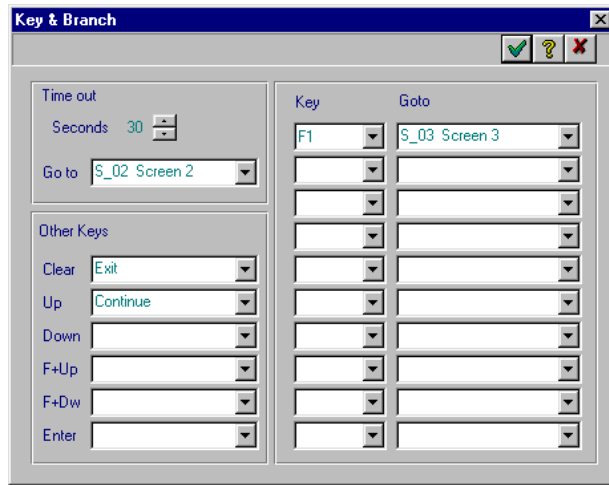 Key & Branch
Time out
Seconds 30
Go to S_02 Screen 2
Other Keys
Clear Exit
Up Continue
Down
F+Up
F+Dw
Enter
Key Goto
F1 S_03 Screen 3